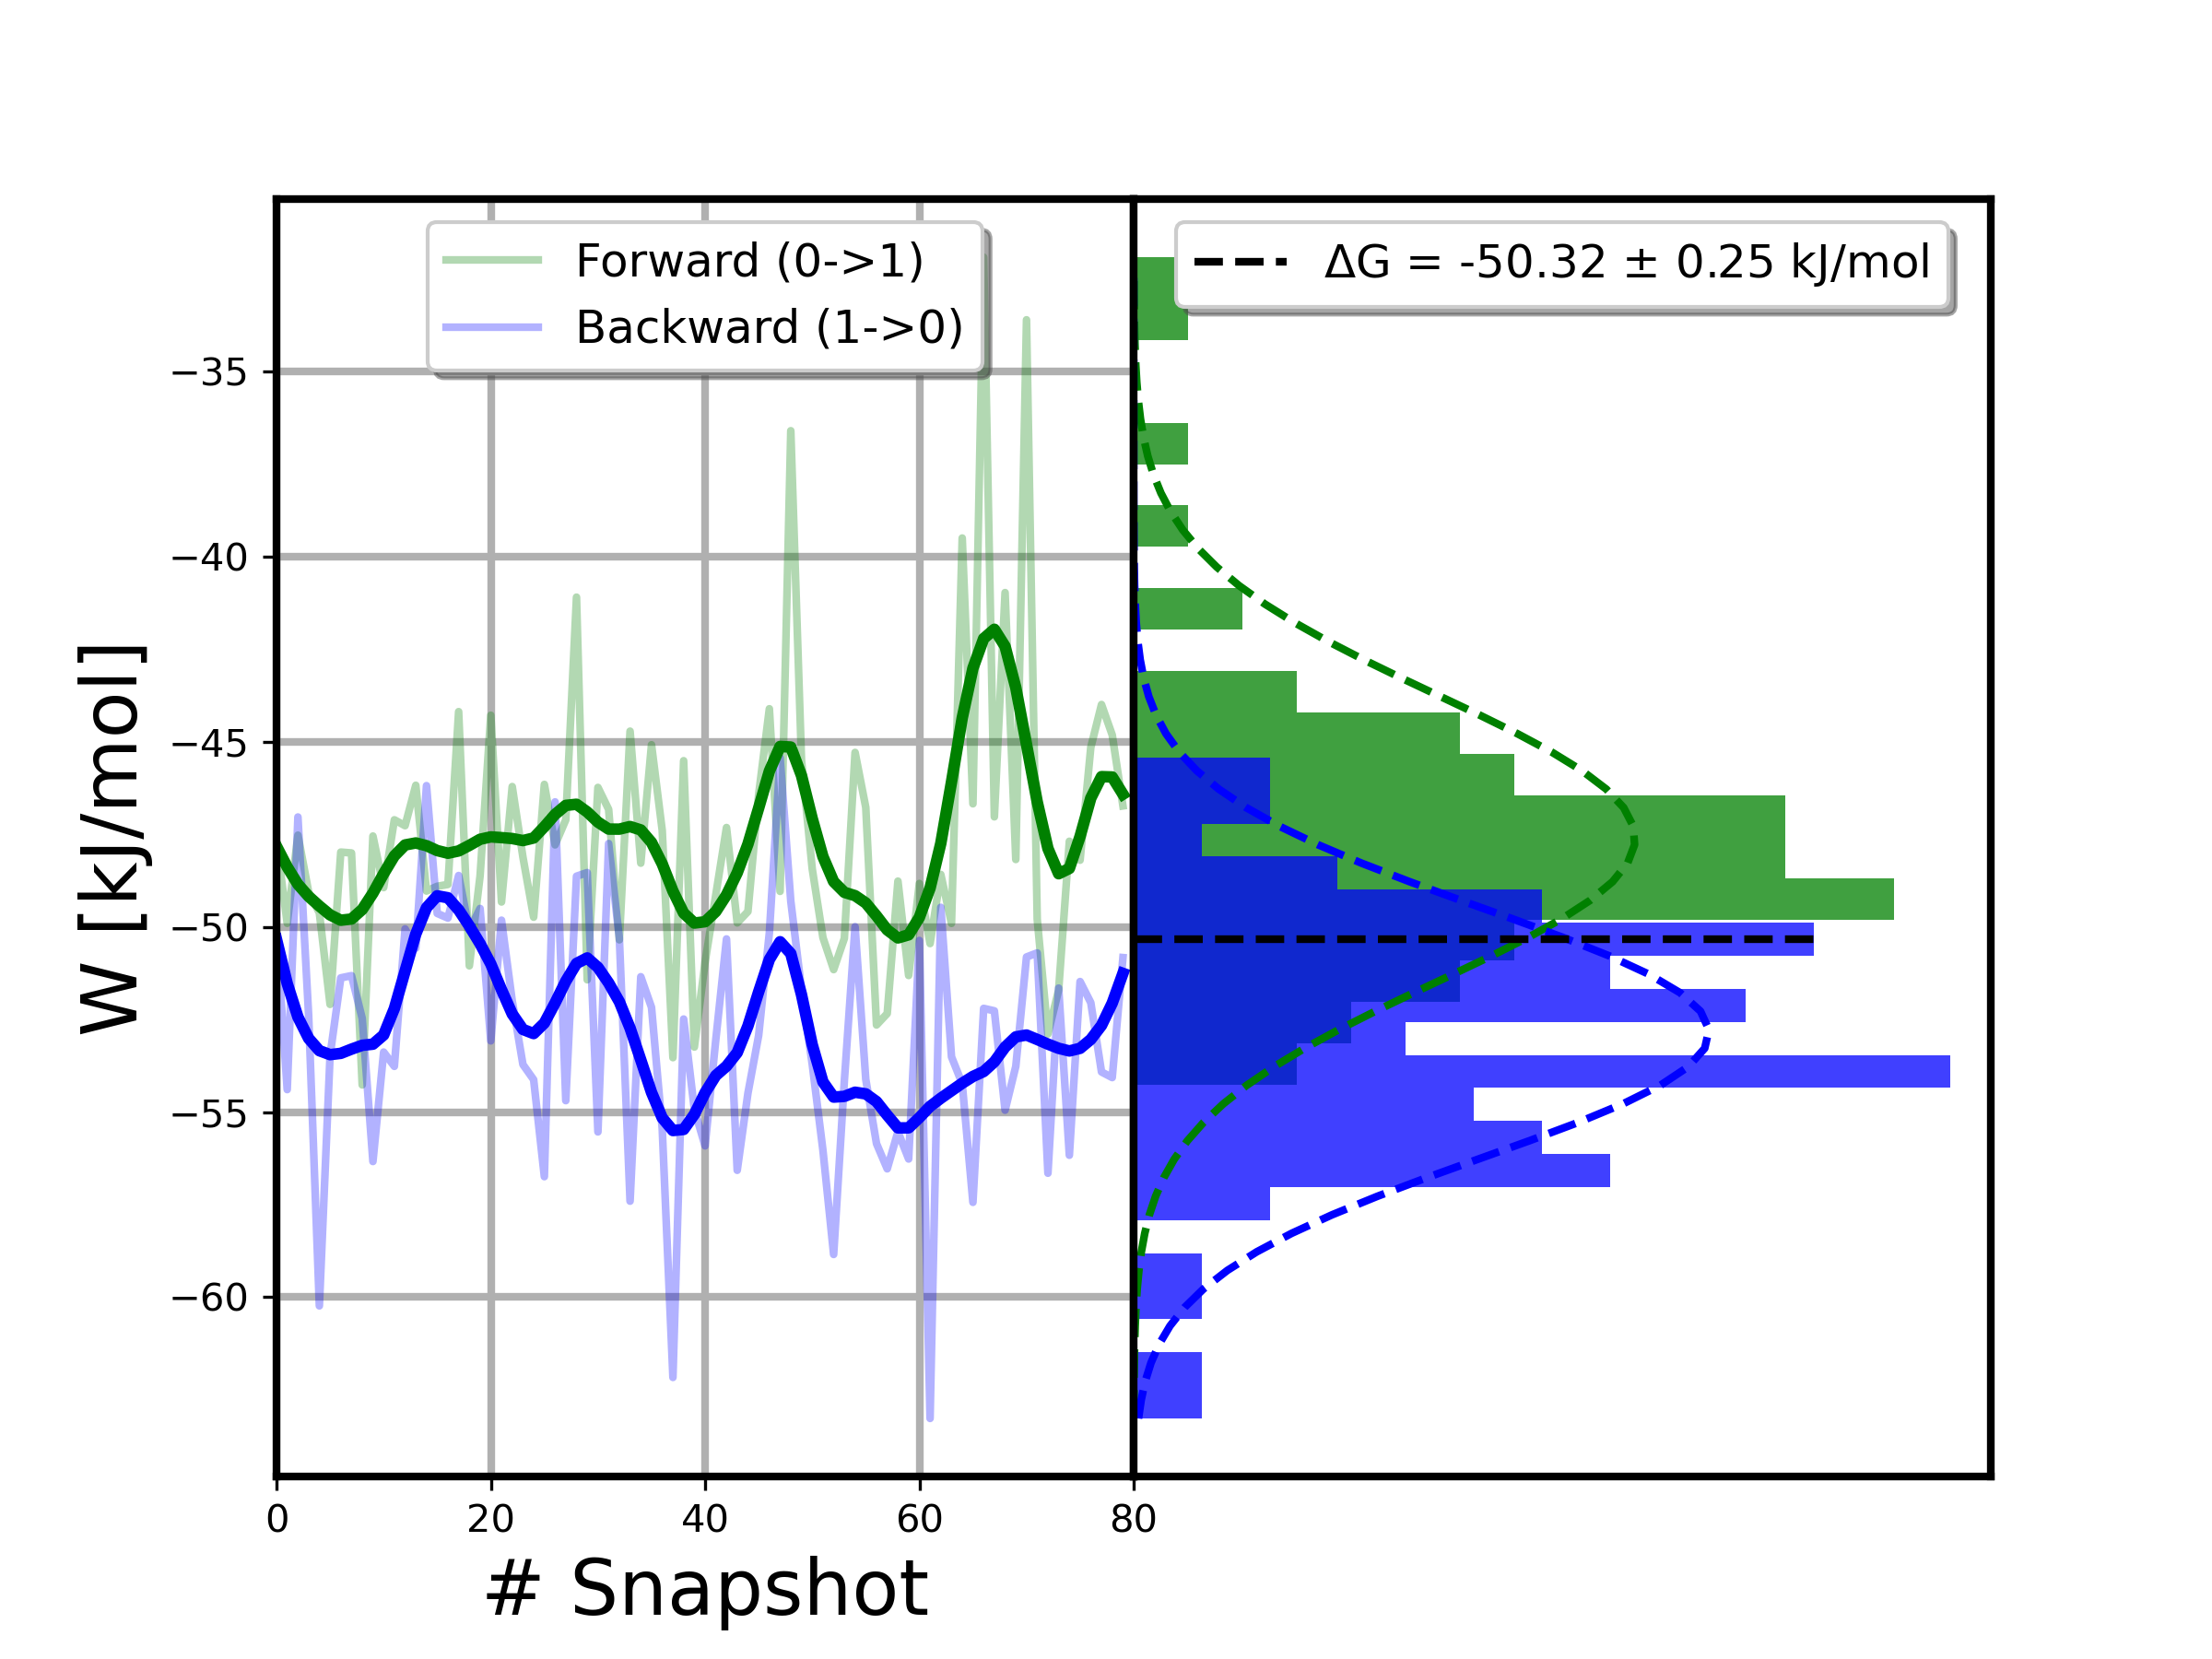 Forward (0->1)
Backward (1->0)
ΔG = -50.32 ± 0.25 kJ/mol
−35
−40
−45
−50
−55
−60
W [kJ/mol]
0 20 40 60 80
# Snapshot